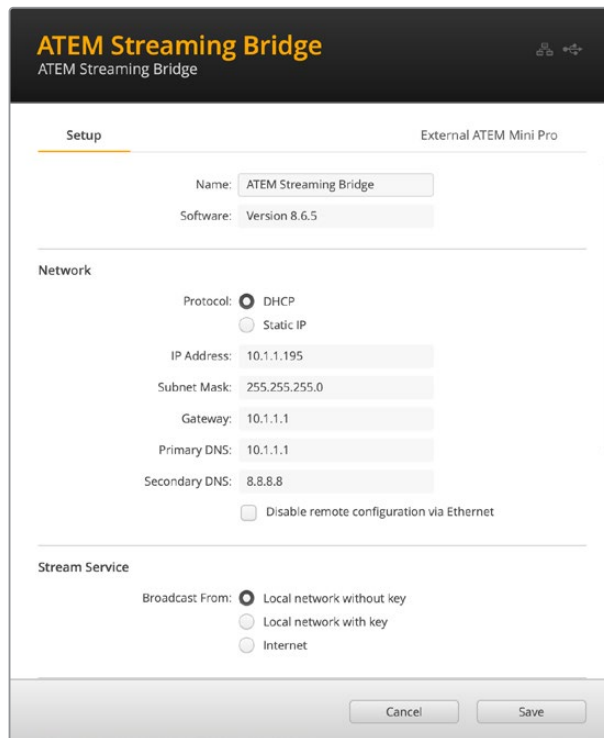 ATEM Streaming Bridge
ATEM Streaming Bridge
Setup
External ATEM Mini Pro
Name: ATEM Streaming Bridge
Software: Version 8.6.5
Network
Protocol: DHCP
Static IP
IP Address: 10.1.1.195
Subnet Mask: 255.255.255.0
Gateway: 10.1.1.1
Primary DNS: 10.1.1.1
Secondary DNS: 8.8.8.8
Disable remote configuration via Ethernet
Stream Service
Broadcast From: Local network without key
Local network with key
Internet
Cancel
Save